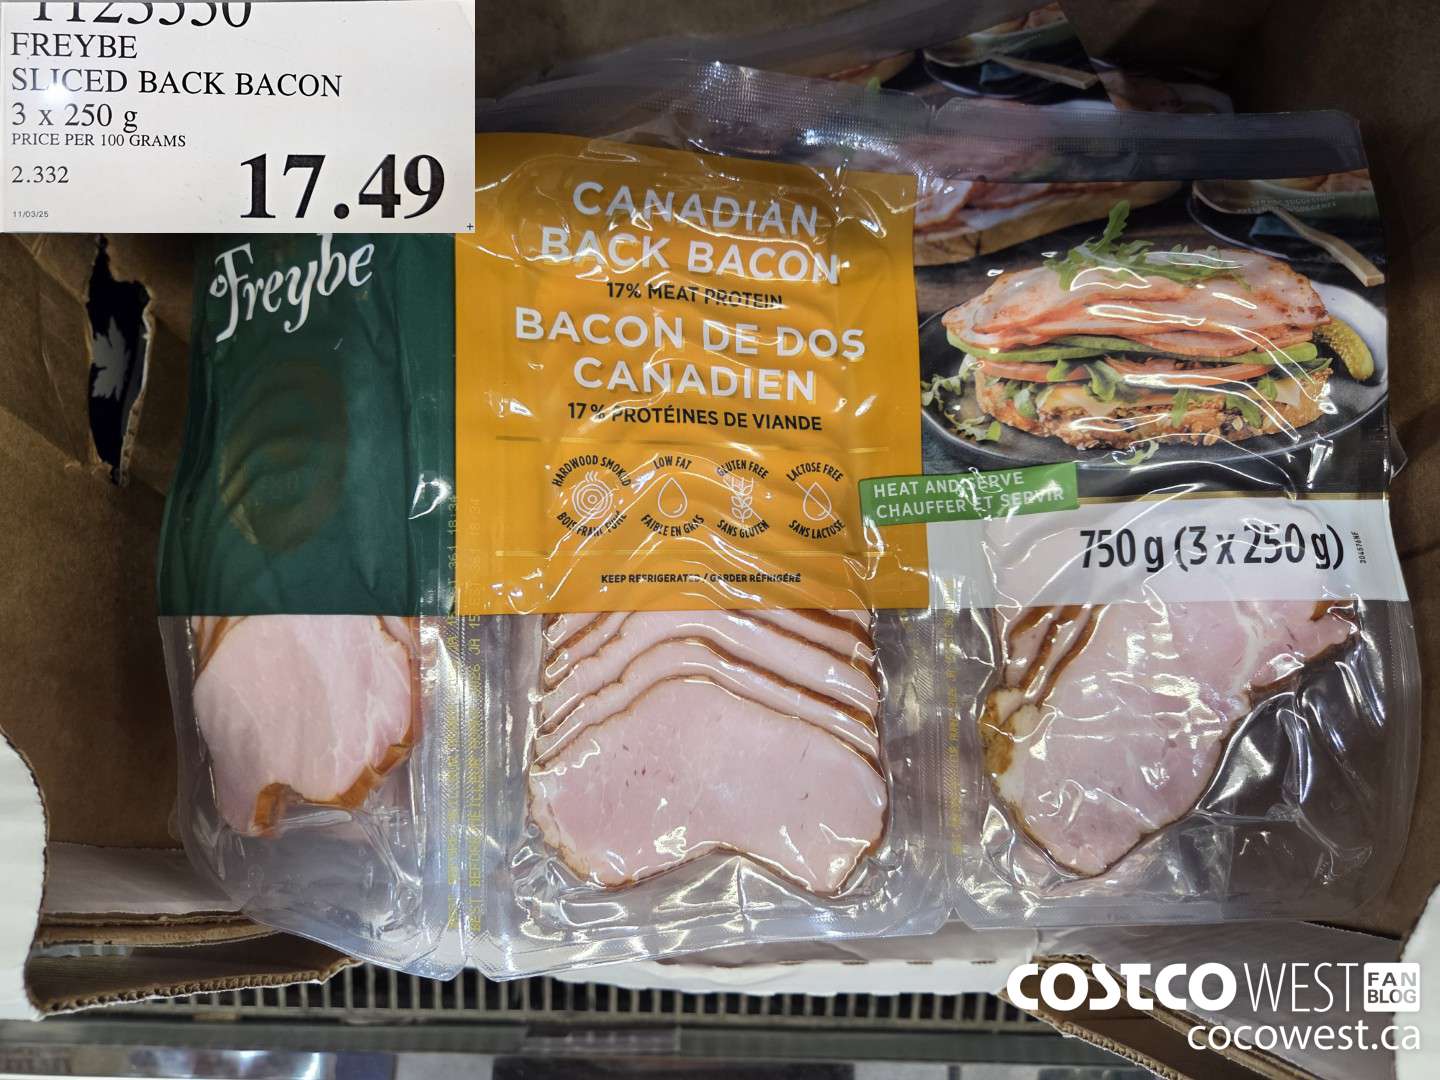 FREYBE
SLICED BACK BACON
3 x 250 g
PRICE PER 100 GRAMS
2.332
17.49
11/03/25
Freybe
CANADIAN
BACK BACON
17% MEAT PROTEIN
BACON DE DOS
CANADIEN
17% PROTÉINES DE VIANDE
HARDWOOD SMOKED
BOIS FRANC FUMÉ
LOW FAT
FAIBLE EN GRAS
GLUTEN FREE
SANS GLUTEN
LACTOSE FREE
SANS LACTOSE
KEEP REFRIGERATED / GARDER RÉFRIGÉRÉ
HEAT AND SERVE
CHAUFFER ET SERVIR
750 g (3 x 250 g)
COSTCO WEST FAN BLOG
cocowest.ca